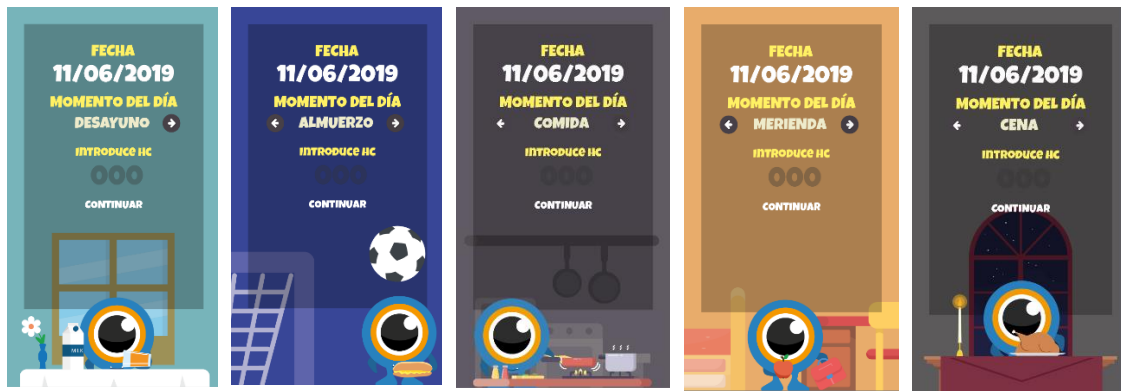 FECHA
11/06/2019
MOMENTO DEL DÍA
DESAYUNO
INTRODUCE HC
000
CONTINUAR
MILK
FECHA
11/06/2019
MOMENTO DEL DÍA
ALMUERZO
INTRODUCE HC
000
CONTINUAR
FECHA
11/06/2019
MOMENTO DEL DÍA
COMIDA
INTRODUCE HC
000
CONTINUAR
FECHA
11/06/2019
MOMENTO DEL DÍA
MERIENDA
INTRODUCE HC
000
CONTINUAR
FECHA
11/06/2019
MOMENTO DEL DÍA
CENA
INTRODUCE HC
000
CONTINUAR